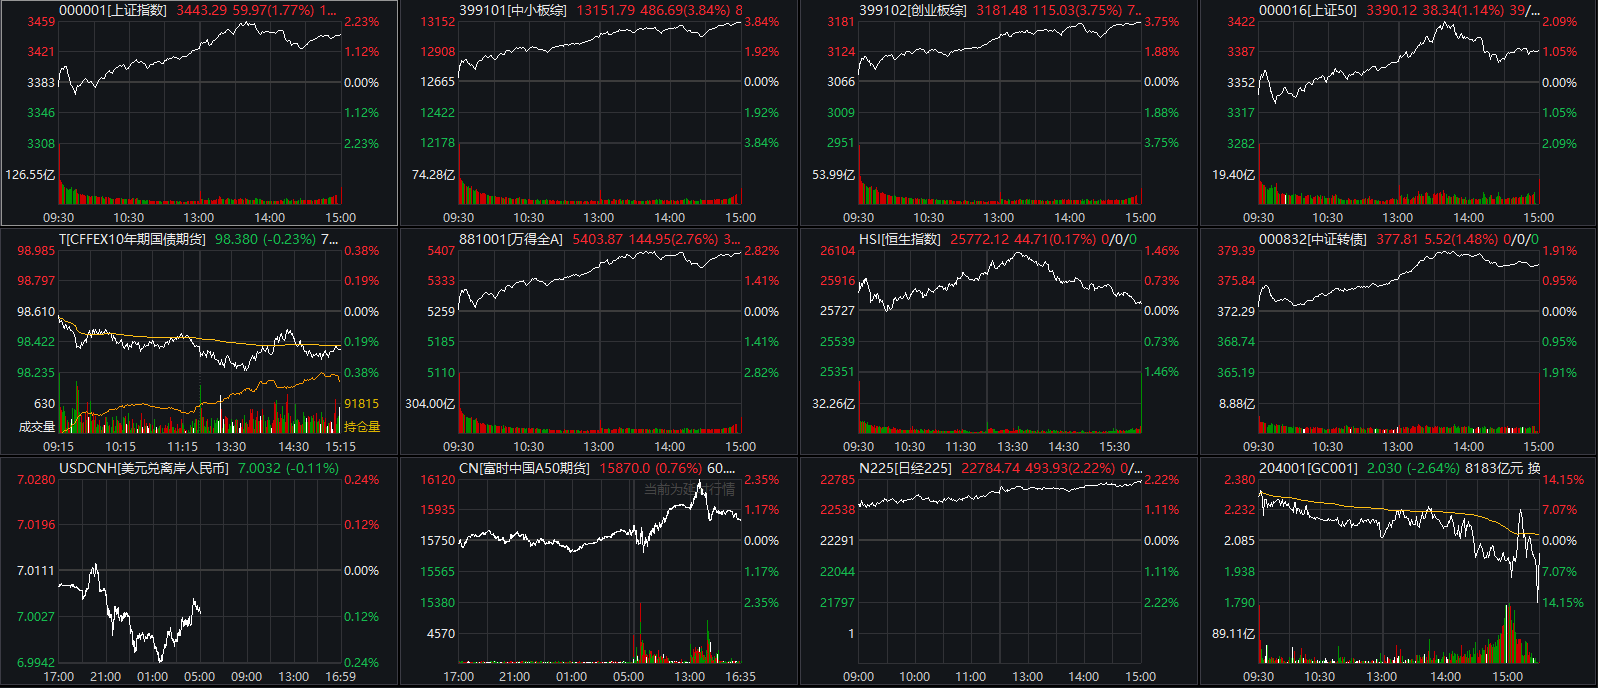 000001[上证指数] 3443.29 59.97(1.77%) 1...
3459 2.23%
3421 1.12%
3383 0.00%
3346 1.12%
3308 2.23%
126.55亿
09:30 10:30 13:00 14:00 15:00
399101[中小板综] 13151.79 486.69(3.84%) 8
13152 3.84%
12908 1.92%
12665 0.00%
12422 1.92%
12178 3.84%
74.28亿
09:30 10:30 13:00 14:00 15:00
399102[创业板综] 3181.48 115.03(3.75%) 7..
3181 3.75%
3124 1.88%
3066 0.00%
3009 1.88%
2951 3.75%
53.99亿
09:30 10:30 13:00 14:00 15:00
000016[上证50] 3390.12 38.34(1.14%) 39/...
3422 2.09%
3387 1.05%
3352 0.00%
3317 1.05%
3282 2.09%
19.40亿
09:30 10:30 13:00 14:00 15:00
T[CFFEX10年期国债期货] 98.380 (-0.23%) 7...
98.985 0.38%
98.797 0.19%
98.610 0.00%
98.422 0.19%
98.235 0.38%
630 91815
成交量 持仓量
09:15 10:15 11:15 13:30 14:30 15:15
881001[万得全A] 5403.87 144.95(2.76%) 3...
5407 2.82%
5333 1.41%
5259 0.00%
5185 1.41%
5110 2.82%
304.00亿
09:30 10:30 13:00 14:00 15:00
HSI[恒生指数] 25772.12 44.71(0.17%) 0/0/0
26104 1.46%
25916 0.73%
25727 0.00%
25539 0.73%
25351 1.46%
32.26亿
09:30 10:30 11:30 13:30 14:30 15:30
000832[中证转债] 377.81 5.52(1.48%) 0/0/0
379.39 1.91%
375.84 0.95%
372.29 0.00%
368.74 0.95%
365.19 1.91%
8.88亿
09:30 10:30 13:00 14:00 15:00
USDCNH[美元兑离岸人民币] 7.0032 (-0.11%)
7.0280 0.24%
7.0196 0.12%
7.0111 0.00%
7.0027 0.12%
6.9942 0.24%
17:00 21:00 01:00 05:00 09:00 13:00 16:59
CN[富时中国A50期货] 15870.0 (0.76%) 60....
当前为延时行情
16120 2.35%
15935 1.17%
15750 0.00%
15565 1.17%
15380 2.35%
4570
17:00 21:00 01:00 05:00 13:00 16:35
N225[日经225] 22784.74 493.93(2.22%) 0/...
22785 2.22%
22538 1.11%
22291 0.00%
22044 1.11%
21797 2.22%
1
09:00 10:00 11:00 13:00 14:00 15:00
204001[GC001] 2.030 (-2.64%) 8183亿元 换
2.380 14.15%
2.232 7.07%
2.085 0.00%
1.938 7.07%
1.790 14.15%
89.11亿
09:30 10:30 13:00 14:00 15:00